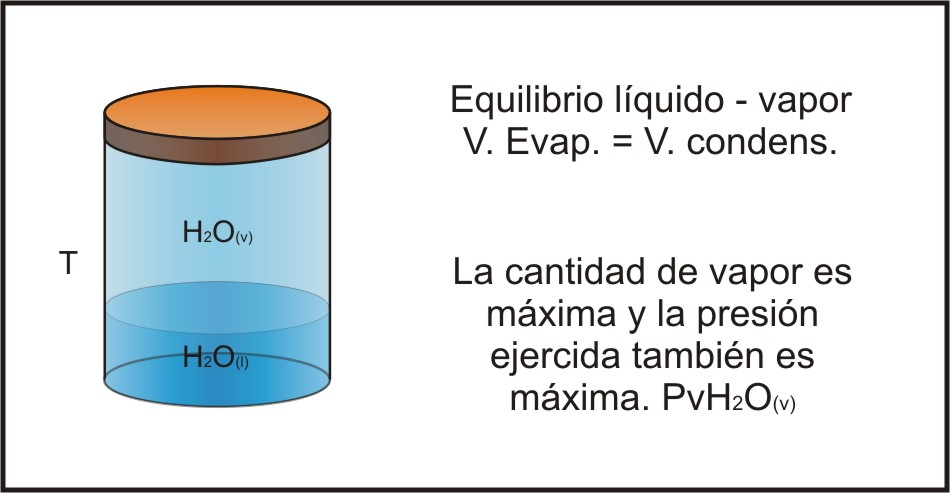 Equilibrio líquido - vapor
V. Evap. = V. condens.
H₂O(v)
T
La cantidad de vapor es
máxima y la presión
ejercida también es
máxima. PvH₂O(v)
H₂O(l)